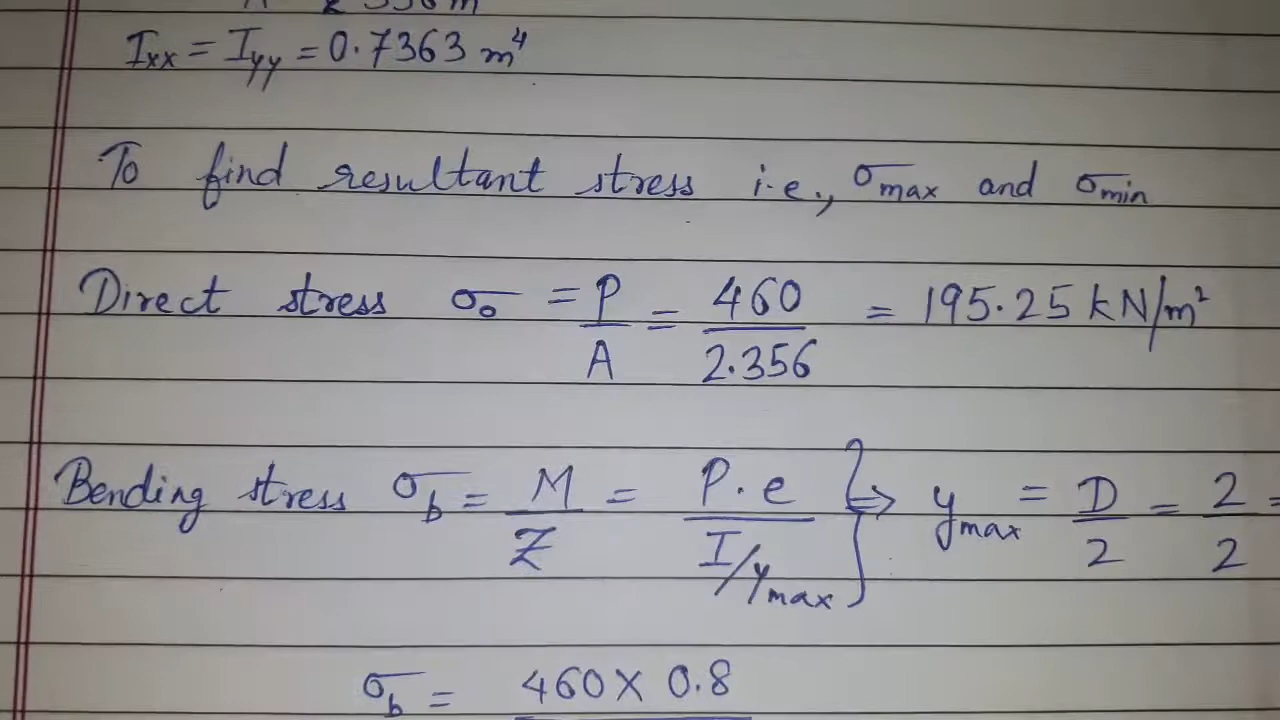 Ixx = Iyy = 0.7363 m⁴
To find resultant stress i.e., σmax and σmin
Direct stress σo = P/A = 460/2.356 = 195.25 kN/m²
Bending stress σb = M/Z = P.e/(I/ymax) } ⇒ ymax = D/2 = 2/2 =
σb = 460 X 0.8